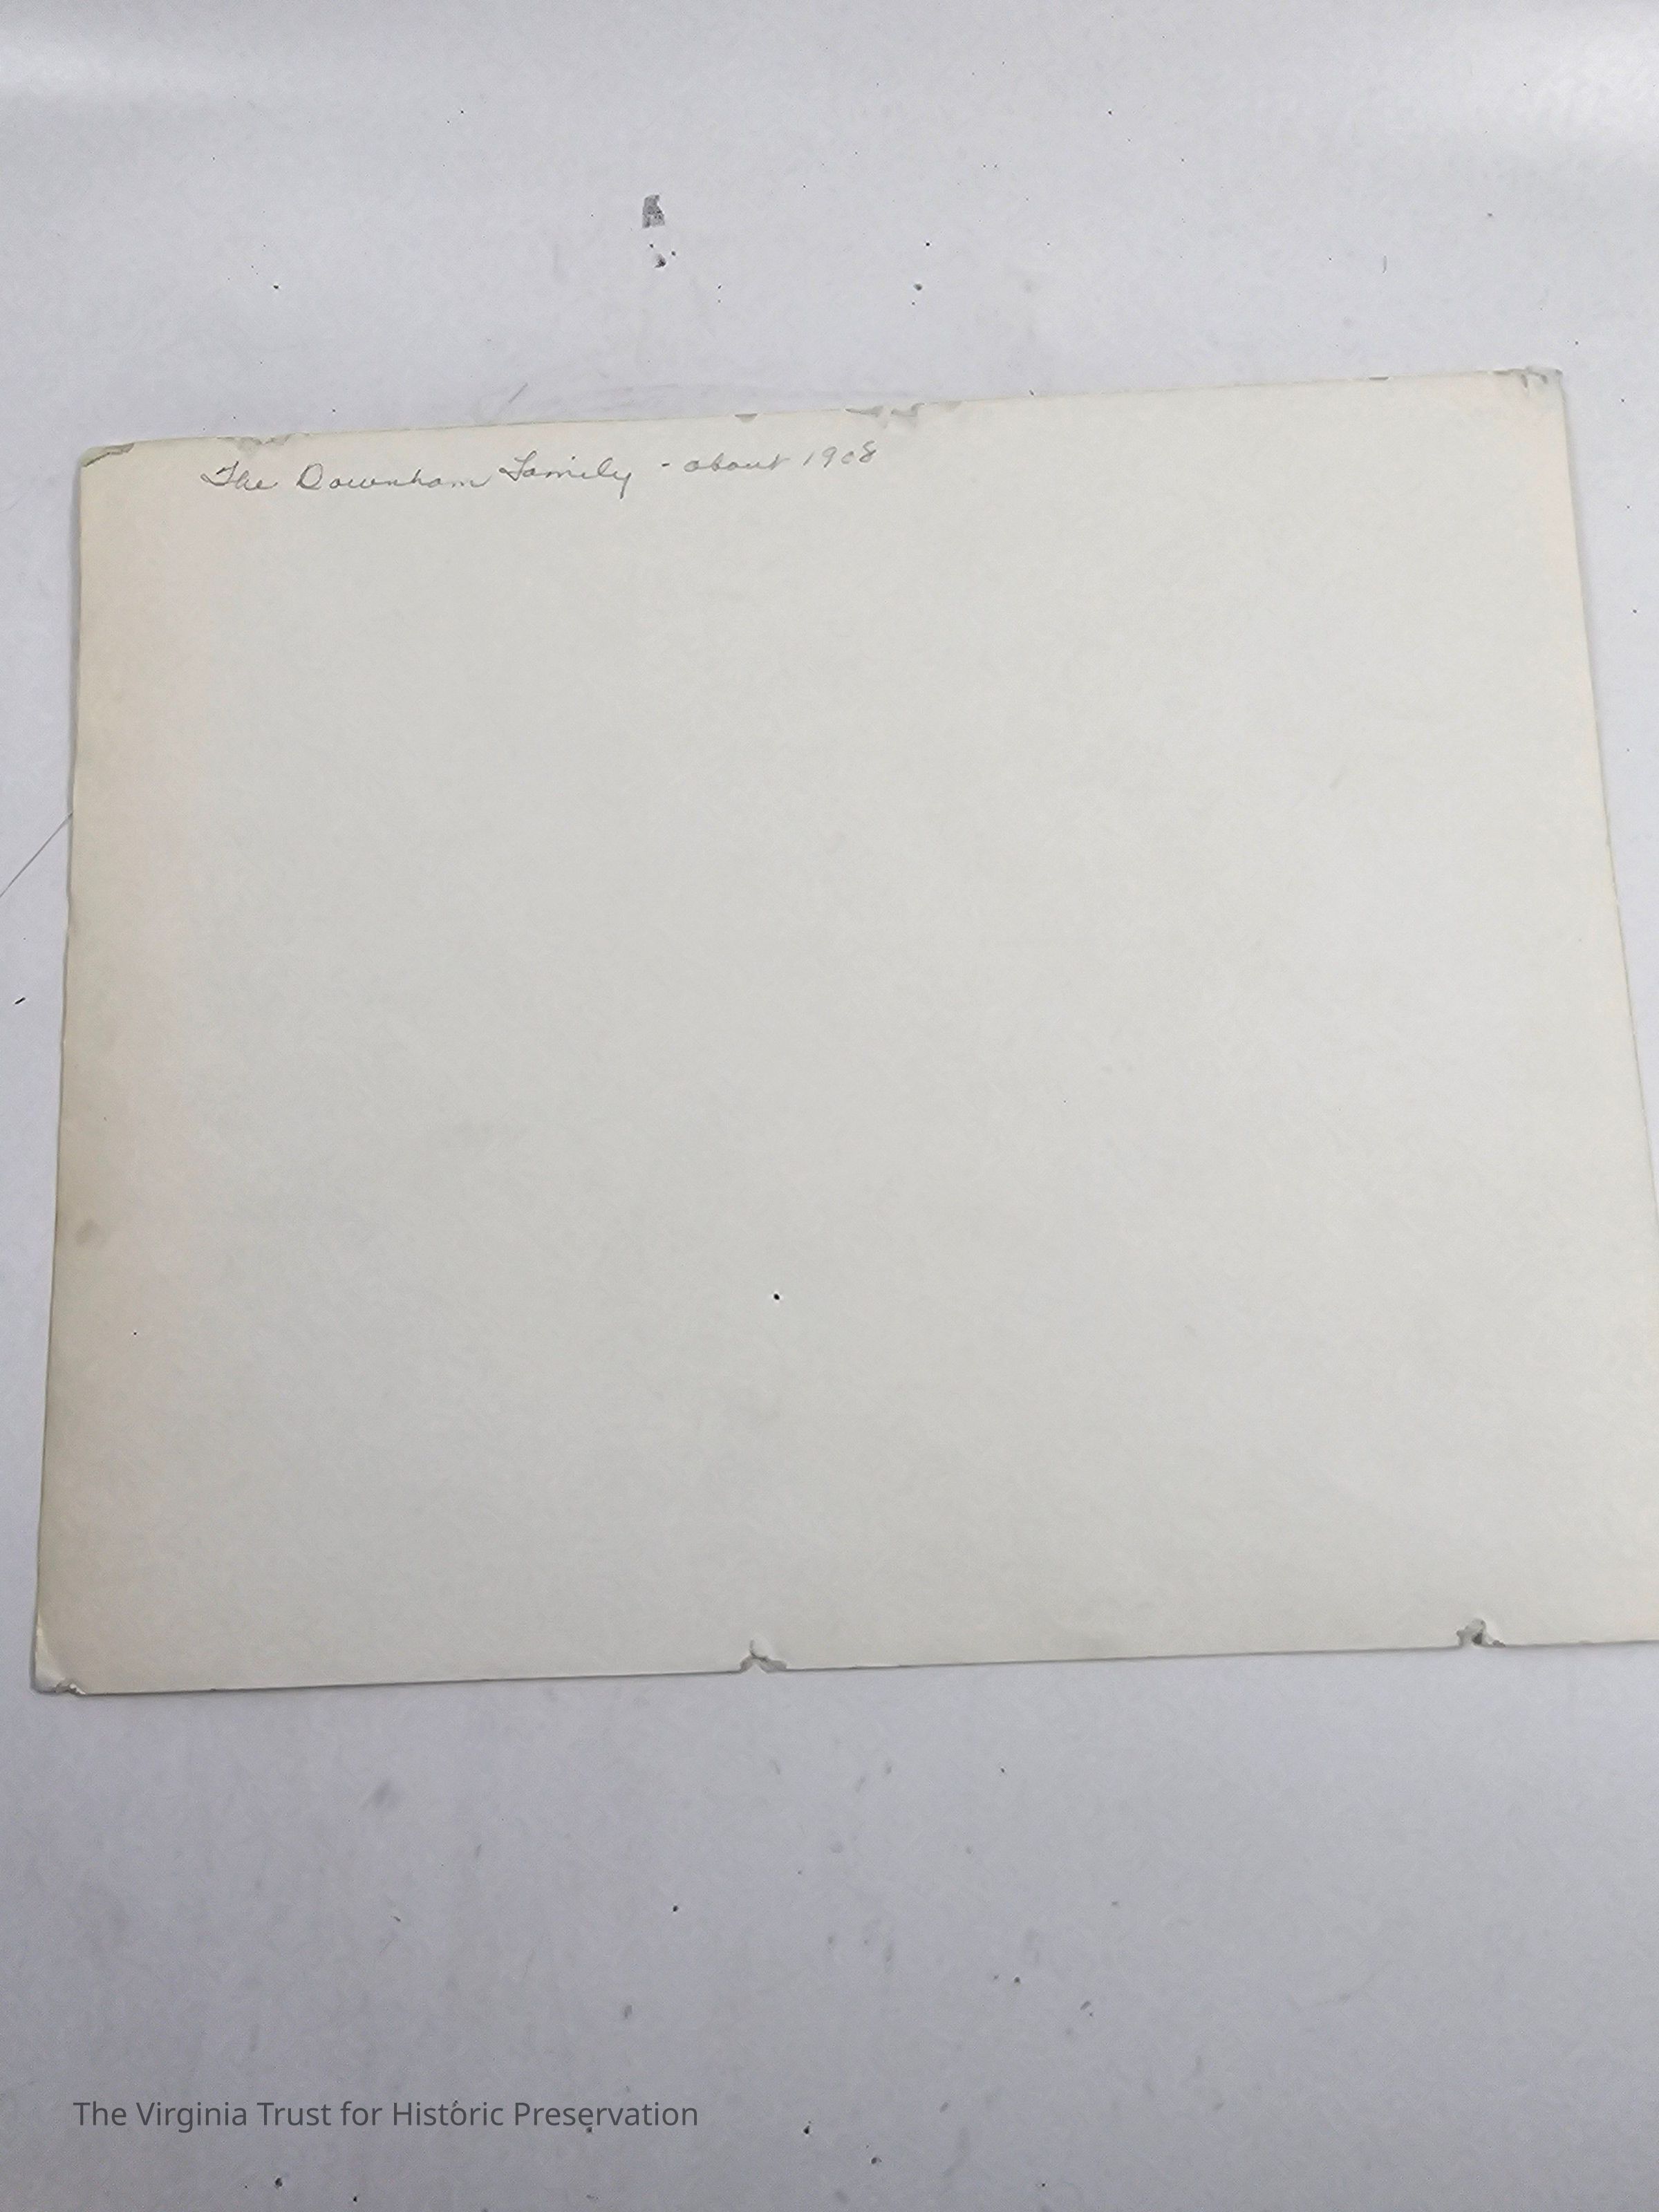 The Downham Family - about 1908
The Virginia Trust for Historic Preservation